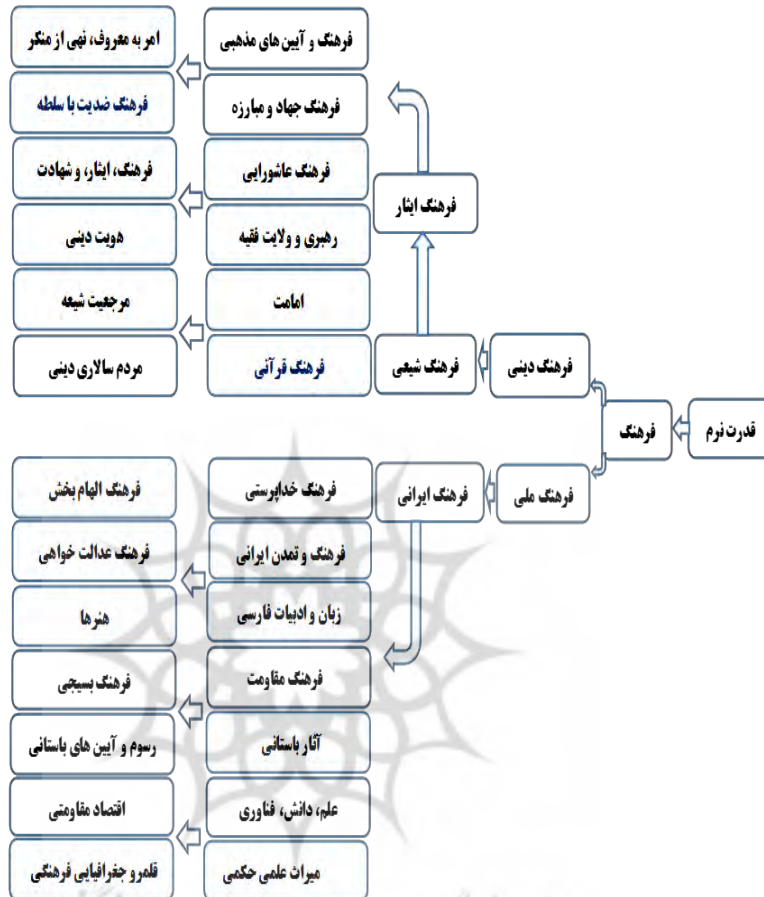 قدرت نرم
فرهنگ
فرهنگ دینی
فرهنگ شیعی
فرهنگ ایثار
فرهنگ و آیین های مذهبی
فرهنگ جهاد و مبارزه
فرهنگ عاشورایی
رهبری و ولایت فقیه
امامت
فرهنگ قرآنی
امر به معروف، نهی از منکر
فرهنگ ضدیت با سلطه
فرهنگ، ایثار، و شهادت
هویت دینی
مرجعیت شیعه
مردم سالاری دینی
فرهنگ ملی
فرهنگ ایرانی
فرهنگ خداپرستی
فرهنگ و تمدن ایرانی
زبان و ادبیات فارسی
فرهنگ مقاومت
آثار باستانی
علم، دانش، فناوری
میراث علمی حکمی
فرهنگ الهام بخش
فرهنگ عدالت خواهی
هنرها
فرهنگ بسیجی
رسوم و آیین های باستانی
اقتصاد مقاومتی
قلمرو جغرافیایی فرهنگی